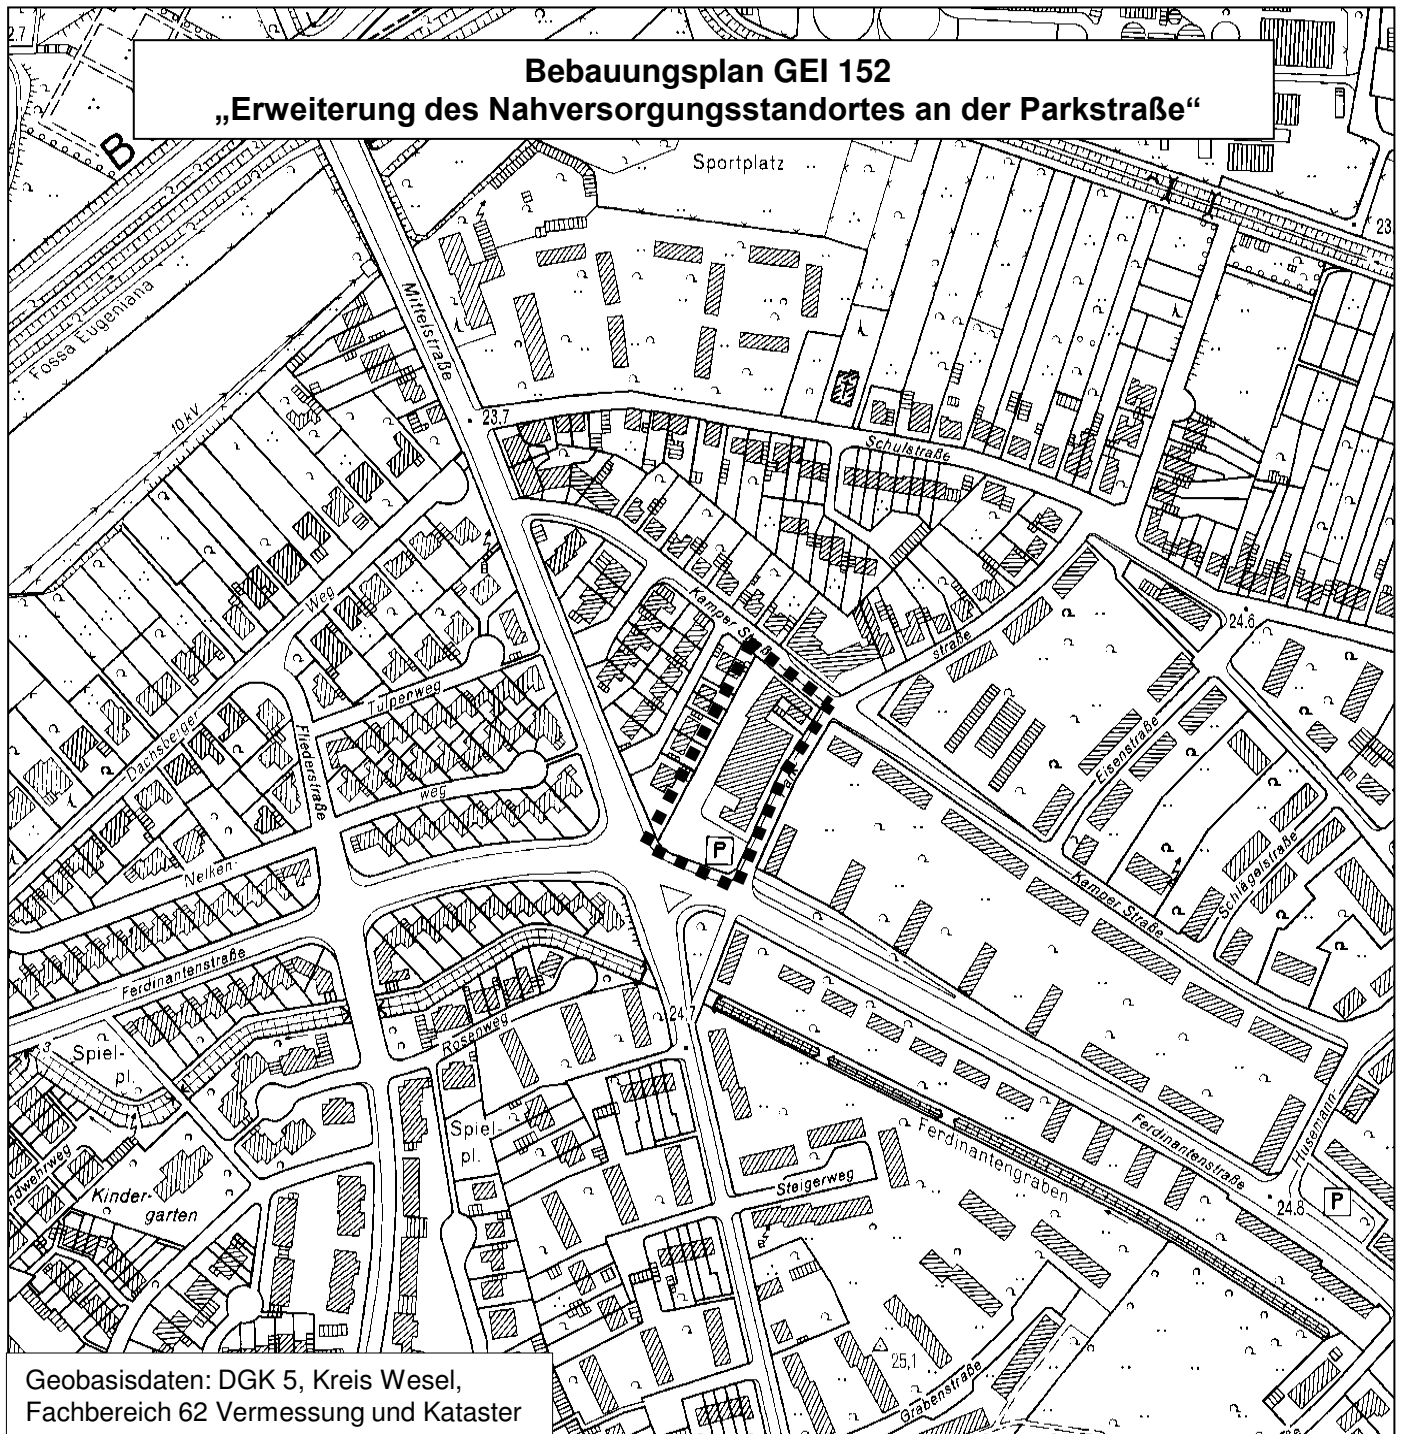 Bebauungsplan GEI 152
„Erweiterung des Nahversorgungsstandortes an der Parkstraße“
B
Sportplatz
Fossa Eugeniana
Mittelstraße
10 kV
23.7
Schulstraße
Kamper
straße
24.6
Weg
Tulpenweg
Dachsberger
Fliederstraße
weg
Nelken-
Eisenstraße
Schlägelstraße
Kamper Straße
P
Ferdinantenstraße
Rosenweg
24.7
Spiel-
pl.
Spiel-
pl.
Ferdinantenstraße
Husemann-
Ferdinantengraben
Steigerweg
24.8
P
Kinder-
garten
25,1
Grabenstraße
Geobasisdaten: DGK 5, Kreis Wesel,
Fachbereich 62 Vermessung und Kataster